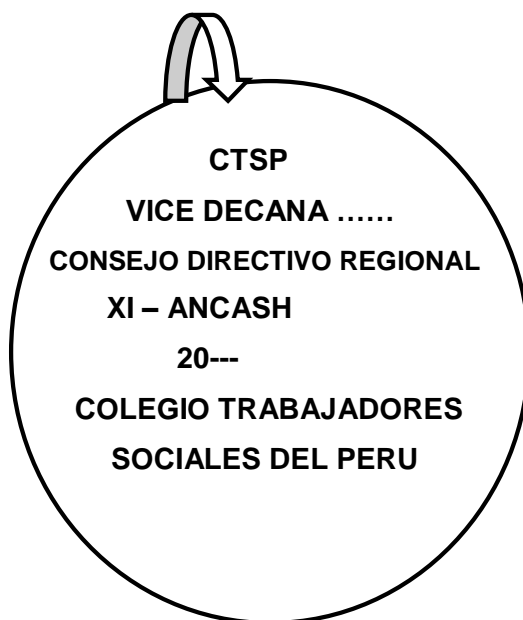 CTSP
VICE DECANA ……
CONSEJO DIRECTIVO REGIONAL
XI – ANCASH
20---
COLEGIO TRABAJADORES
SOCIALES DEL PERU